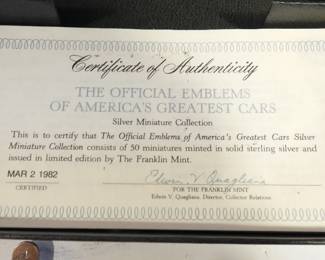 Certificate of Authenticity
THE OFFICIAL EMBLEMS
OF AMERICA'S GREATEST CARS
Silver Miniature Collection
This is to certify that The Official Emblems of America's Greatest Cars Silver
Miniature Collection consists of 50 miniatures minted in solid sterling silver and
issued in limited edition by The Franklin Mint.
MAR 2 1982
Edwin V. Quagliana
CERTIFIED
FOR THE FRANKLIN MINT
Edwin V. Quagliana, Director, Collector Relations